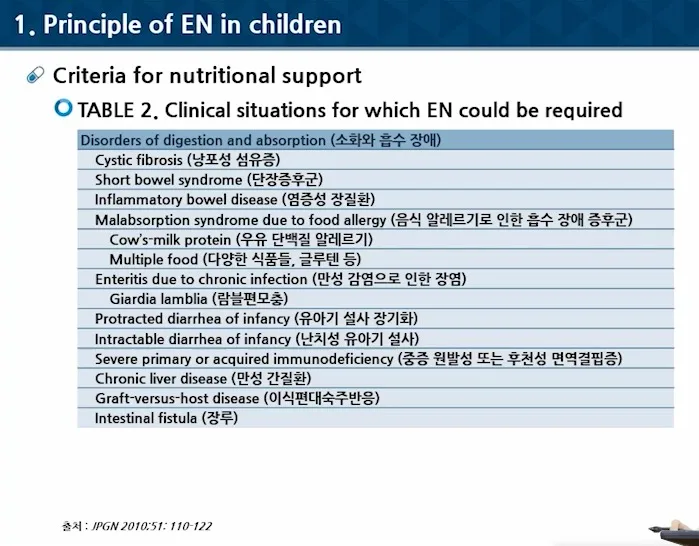 1. Principle of EN in children
Criteria for nutritional support
TABLE 2. Clinical situations for which EN could be required
Disorders of digestion and absorption (소화와 흡수 장애)
Cystic fibrosis (낭포성 섬유증)
Short bowel syndrome (단장증후군)
Inflammatory bowel disease (염증성 장질환)
Malabsorption syndrome due to food allergy (음식 알레르기로 인한 흡수 장애 증후군)
Cow's-milk protein (우유 단백질 알레르기)
Multiple food (다양한 식품들, 글루텐 등)
Enteritis due to chronic infection (만성 감염으로 인한 장염)
Giardia lamblia (람블편모충)
Protracted diarrhea of infancy (유아기 설사 장기화)
Intractable diarrhea of infancy (난치성 유아기 설사)
Severe primary or acquired immunodeficiency (중증 원발성 또는 후천성 면역결핍증)
Chronic liver disease (만성 간질환)
Graft-versus-host disease (이식편대숙주반응)
Intestinal fistula (장루)
출처 : JPGN 2010;51: 110-122